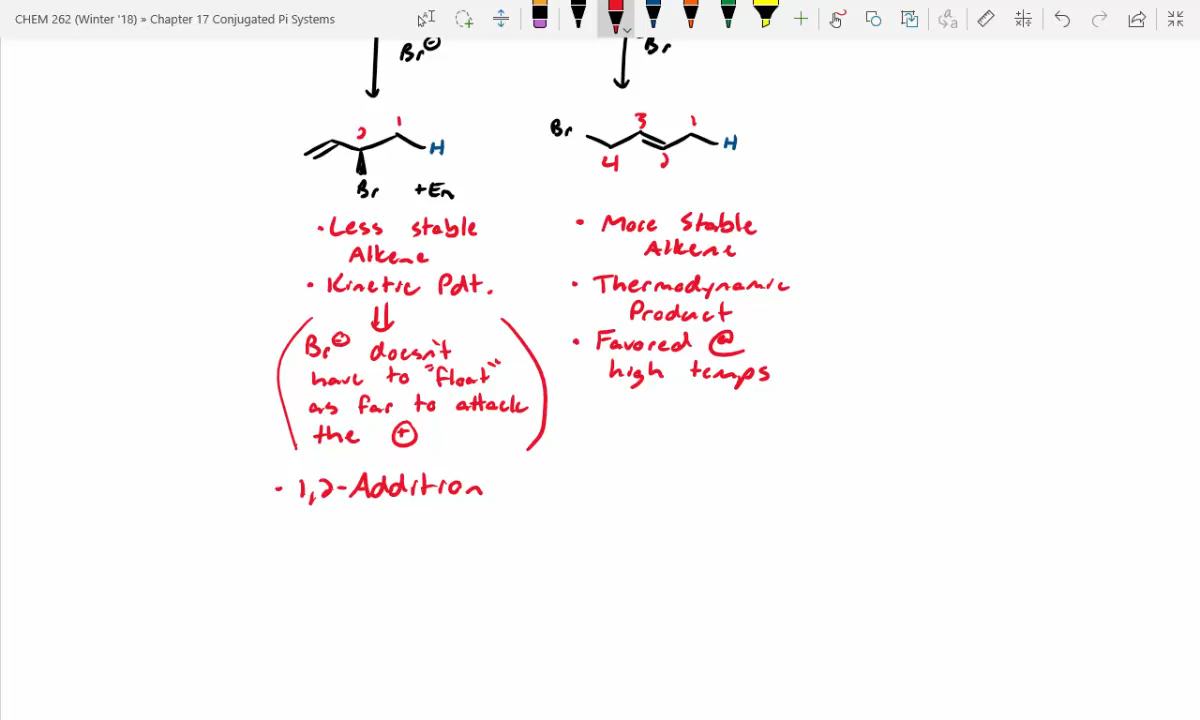 CHEM 262 (Winter '18) » Chapter 17 Conjugated Pi Systems
Br⊖
Br
2 1
H
Br +En
Br 3 1
H
4 2
• Less stable
Alkene
• Kinetic Pdt.
⇓
Br⊖ doesn't
have to "float"
as far to attack
the ⊕
• 1,2-Addition
• More Stable
Alkene
• Thermodynamic
Product
• Favored @
high temps